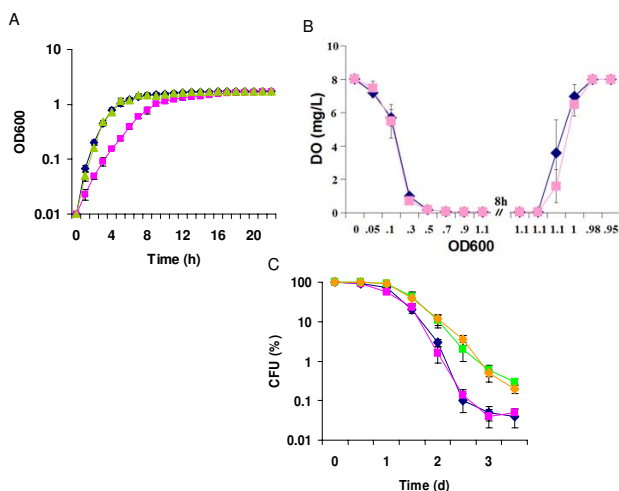 A
10
1
0.1
0.01
OD600
0 4 8 12 16 20
Time (h)
B
10
8
6
4
2
0
DO (mg/L)
8h
//
0 .05 .1 .3 .5 .7 .9 1.1 1.1 1.1 1.1 1 .98 .95
OD600
C
100
10
1
0.1
0.01
CFU (%)
0 1 2 3
Time (d)